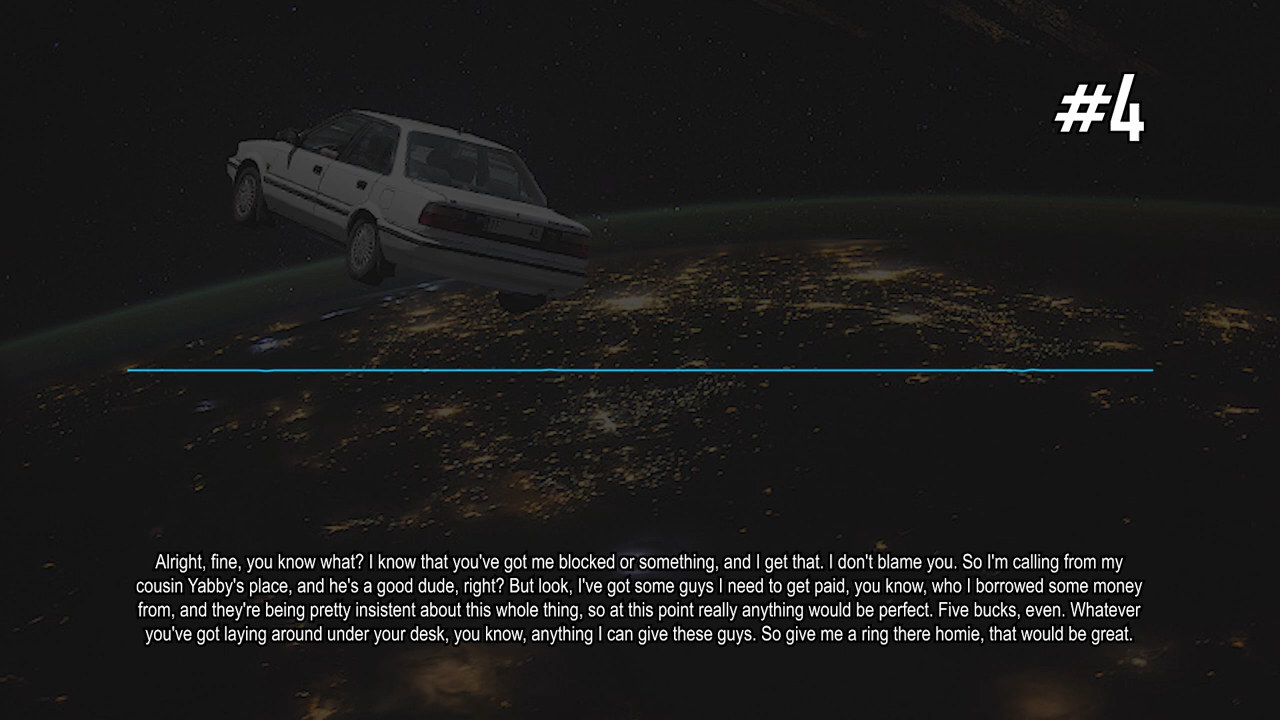 #4
Alright, fine, you know what? I know that you've got me blocked or something, and I get that. I don't blame you. So I'm calling from my
cousin Yabby's place, and he's a good dude, right? But look, I've got some guys I need to get paid, you know, who I borrowed some money
from, and they're being pretty insistent about this whole thing, so at this point really anything would be perfect. Five bucks, even. Whatever
you've got laying around under your desk, you know, anything I can give these guys. So give me a ring there homie, that would be great.